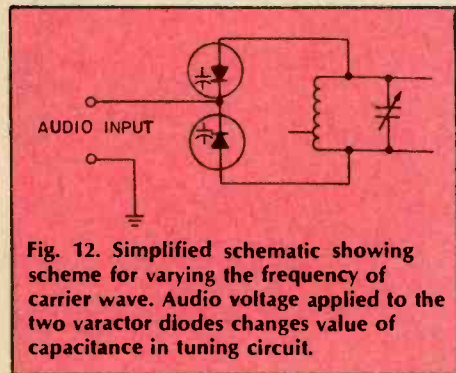 AUDIO INPUT
Fig. 12. Simplified schematic showing
scheme for varying the frequency of
carrier wave. Audio voltage applied to the
two varactor diodes changes value of
capacitance in tuning circuit.